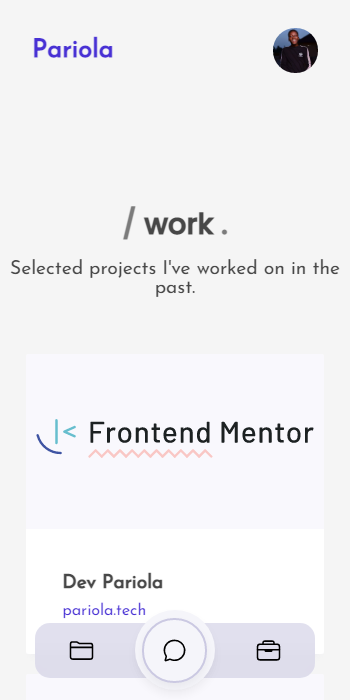 Pariola
/ work .
Selected projects I've worked on in the
past.
Frontend Mentor
Dev Pariola
pariola.tech